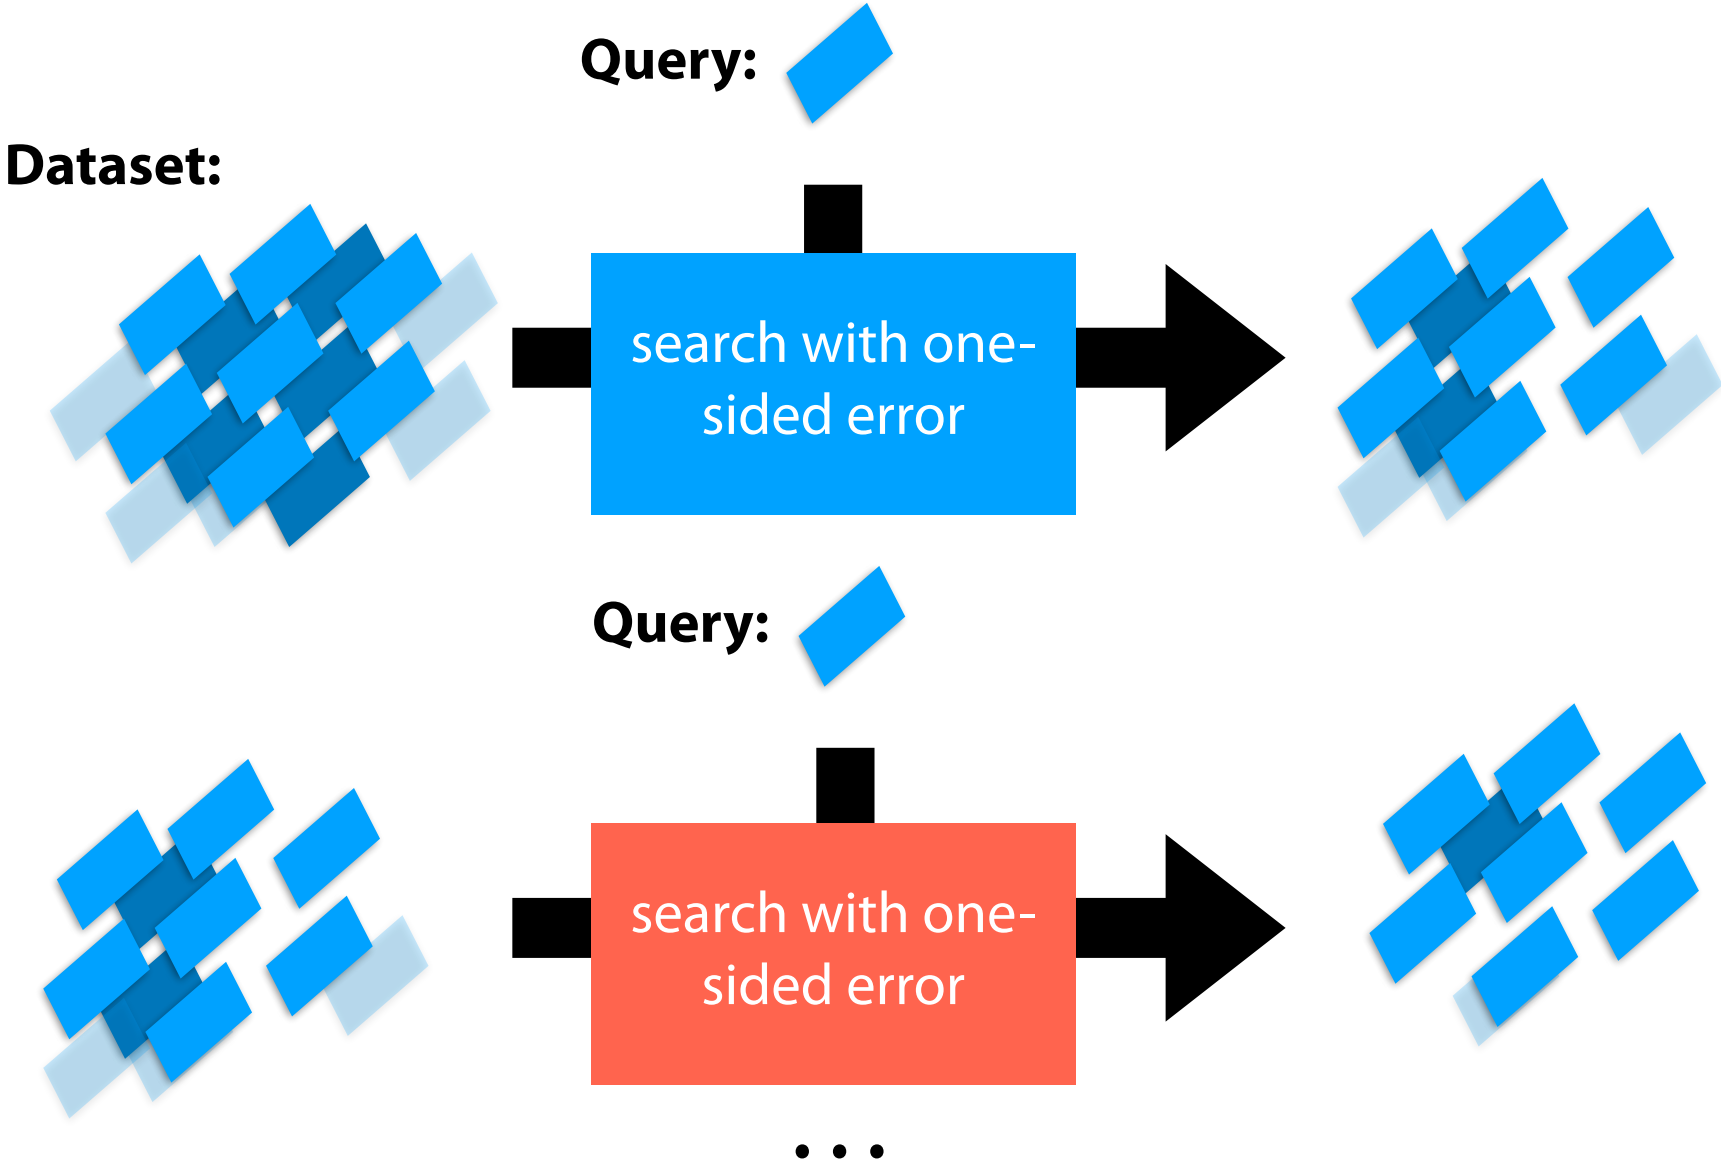 Query:
Dataset:
search with one-
sided error
Query:
search with one-
sided error
...